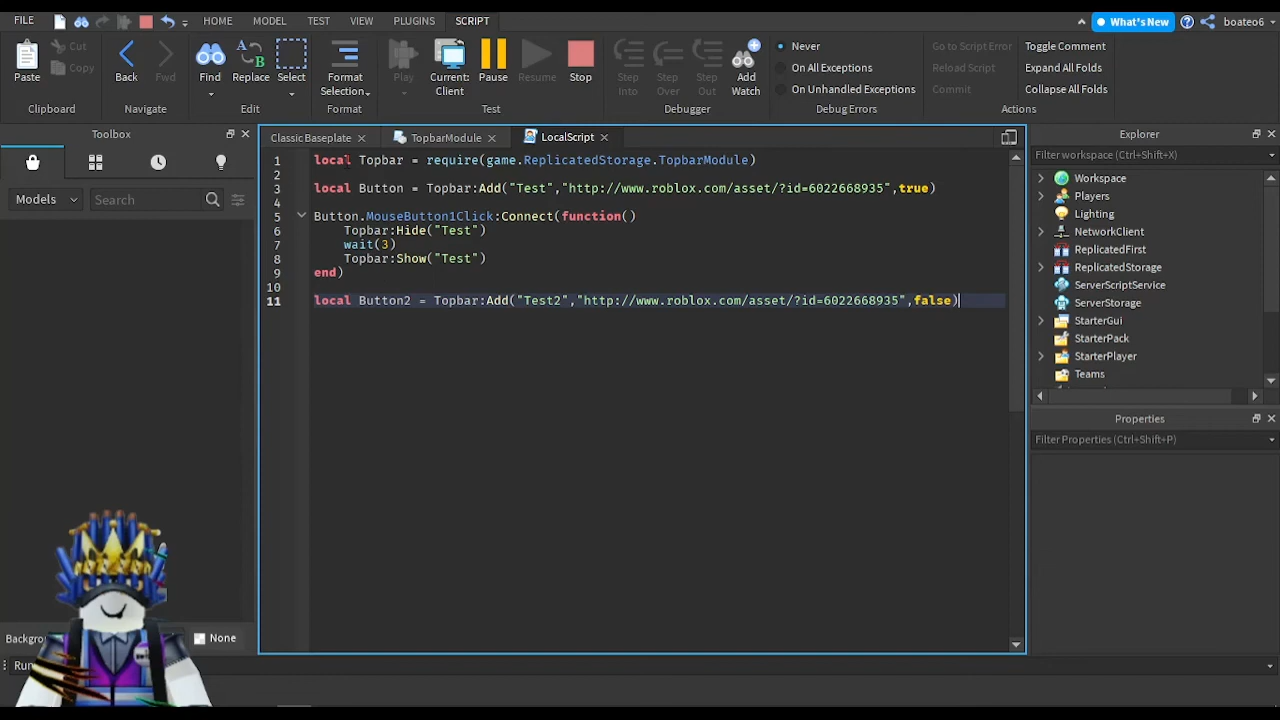 FILE HOME MODEL TEST VIEW PLUGINS SCRIPT What's New boateo6
Paste Cut Copy Back Fwd Find Replace Select Format Selection Play Current: Client Pause Resume Stop Step Into Step Over Step Out Add Watch
Never
On All Exceptions
On Unhandled Exceptions
Go to Script Error
Reload Script
Commit
Toggle Comment
Expand All Folds
Collapse All Folds
Clipboard Navigate Edit Format Test Debugger Debug Errors Actions
Toolbox
Models Search
ClassicBaseplate TopbarModule LocalScript
1 local Topbar = require(game.ReplicatedStorage.TopbarModule)
2
3 local Button = Topbar:Add("Test","http://www.roblox.com/asset/?id=6022668935",true)
4
5 Button.MouseButton1Click:Connect(function()
6 Topbar:Hide("Test")
7 wait(3)
8 Topbar:Show("Test")
9 end)
10
11 local Button2 = Topbar:Add("Test2","http://www.roblox.com/asset/?id=6022668935",false)
Explorer
Filter workspace (Ctrl+Shift+X)
Workspace
Players
Lighting
NetworkClient
ReplicatedFirst
ReplicatedStorage
ServerScriptService
ServerStorage
StarterGui
StarterPack
StarterPlayer
Teams
Properties
Filter Properties (Ctrl+Shift+P)
None